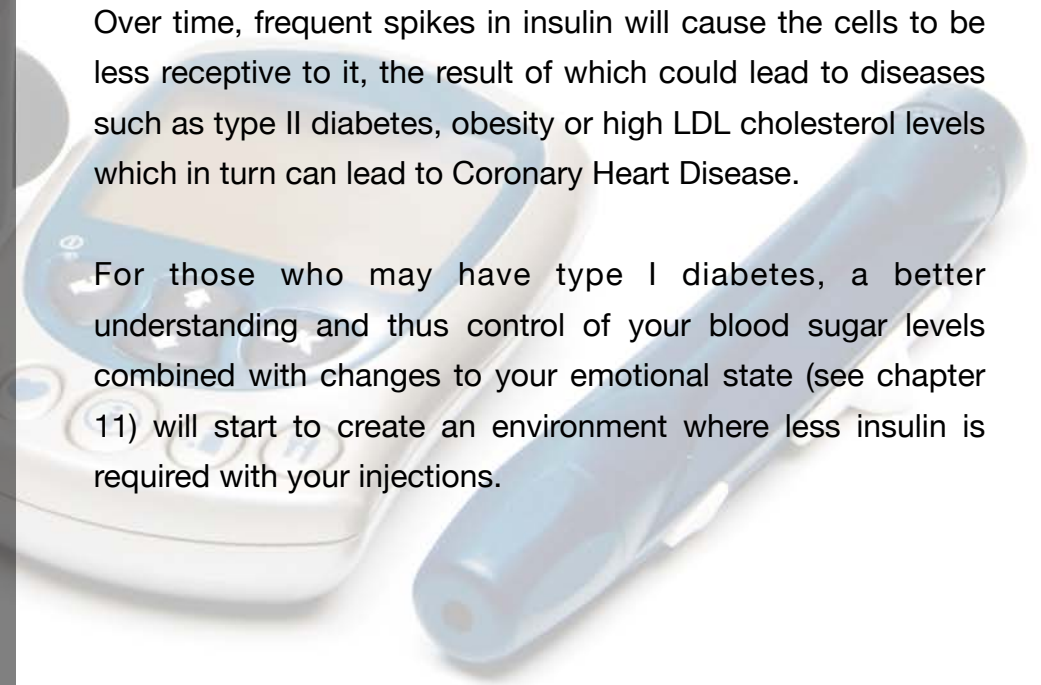 Over time, frequent spikes in insulin will cause the cells to be
less receptive to it, the result of which could lead to diseases
such as type II diabetes, obesity or high LDL cholesterol levels
which in turn can lead to Coronary Heart Disease.
For those who may have type I diabetes, a better
understanding and thus control of your blood sugar levels
combined with changes to your emotional state (see chapter
11) will start to create an environment where less insulin is
required with your injections.